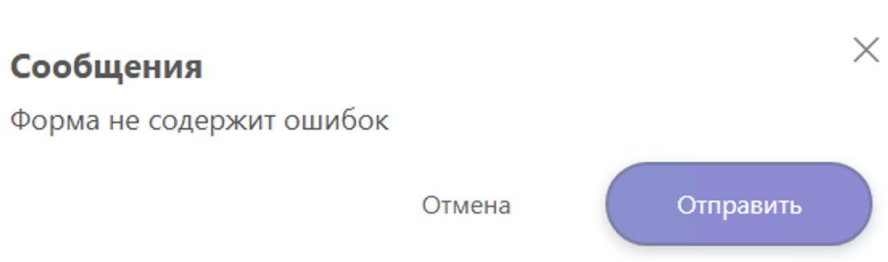 Сообщения
Форма не содержит ошибок
Отмена
Отправить